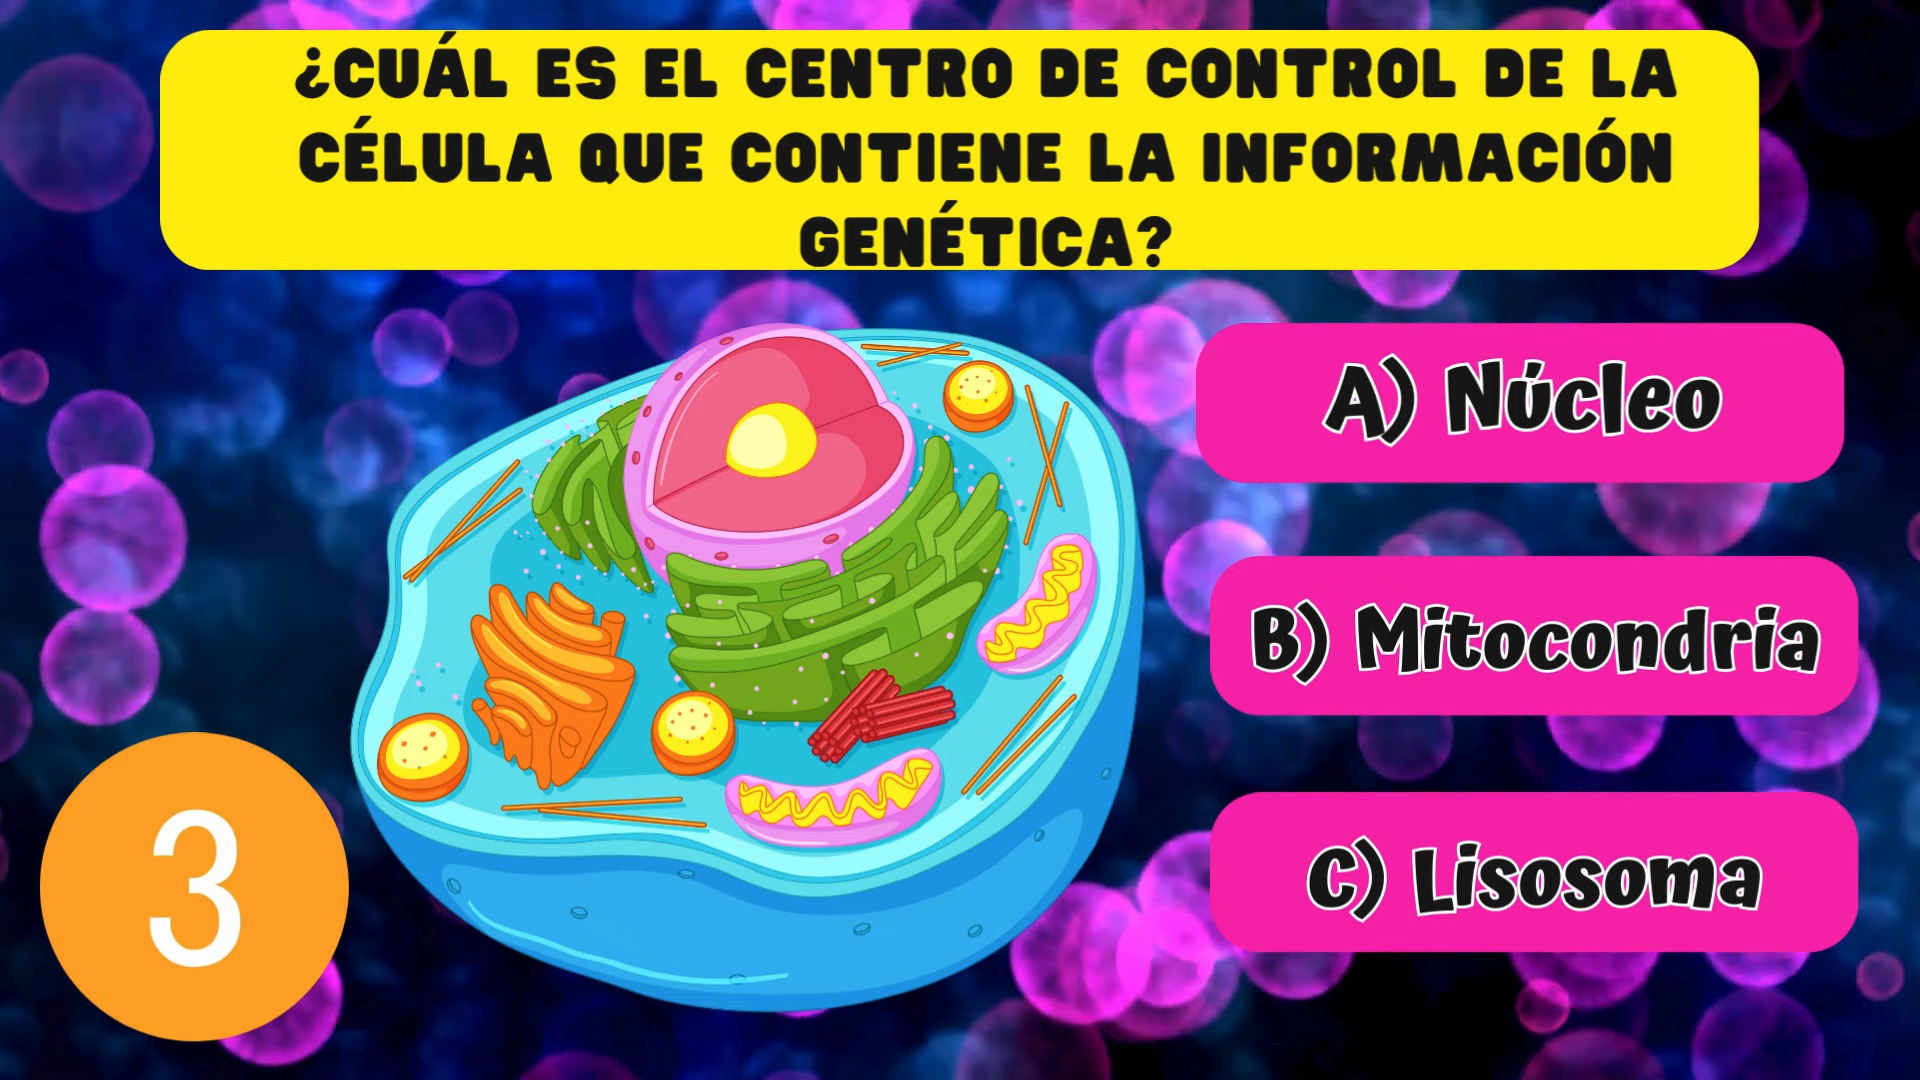 ¿CUÁL ES EL CENTRO DE CONTROL DE LA
CÉLULA QUE CONTIENE LA INFORMACIÓN
GENÉTICA?
A) Núcleo
B) Mitocondria
C) Lisosoma
3